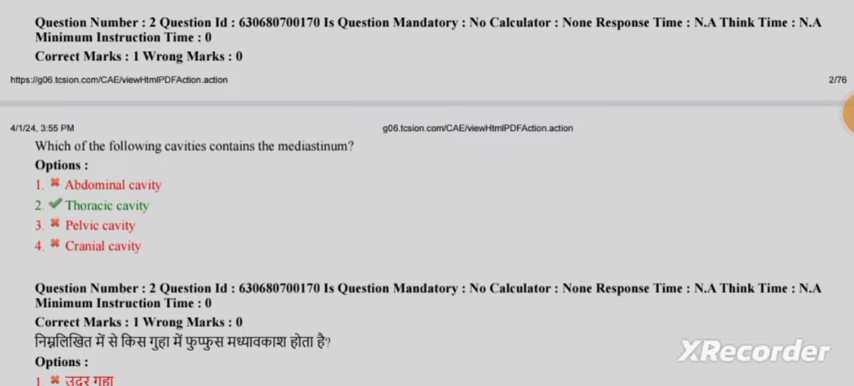 Question Number : 2 Question Id : 630680700170 Is Question Mandatory : No Calculator : None Response Time : N.A Think Time : N.A
Minimum Instruction Time : 0
Correct Marks : 1 Wrong Marks : 0
https://g06.tcsion.com/CAE/viewHtmlPDFAction.action 2/76
4/1/24, 3:55 PM g06.tcsion.com/CAE/viewHtmlPDFAction.action
Which of the following cavities contains the mediastinum?
Options :
1. Abdominal cavity
2. Thoracic cavity
3. Pelvic cavity
4. Cranial cavity
Question Number : 2 Question Id : 630680700170 Is Question Mandatory : No Calculator : None Response Time : N.A Think Time : N.A
Minimum Instruction Time : 0
Correct Marks : 1 Wrong Marks : 0
निम्नलिखित में से किस गुहा में फुप्फुस मध्यावकाश होता है?
XRecorder
Options :
1. उदर गुहा